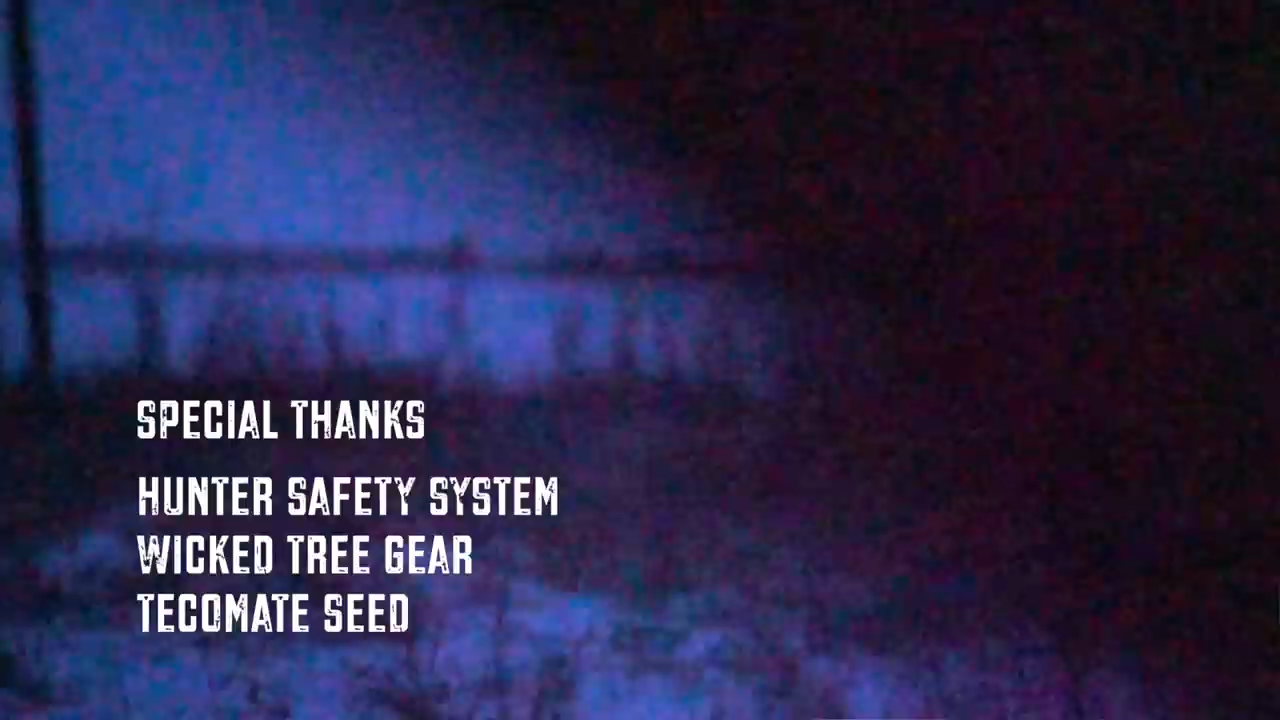 SPECIAL THANKS
HUNTER SAFETY SYSTEM
WICKED TREE GEAR
TECOMATE SEED